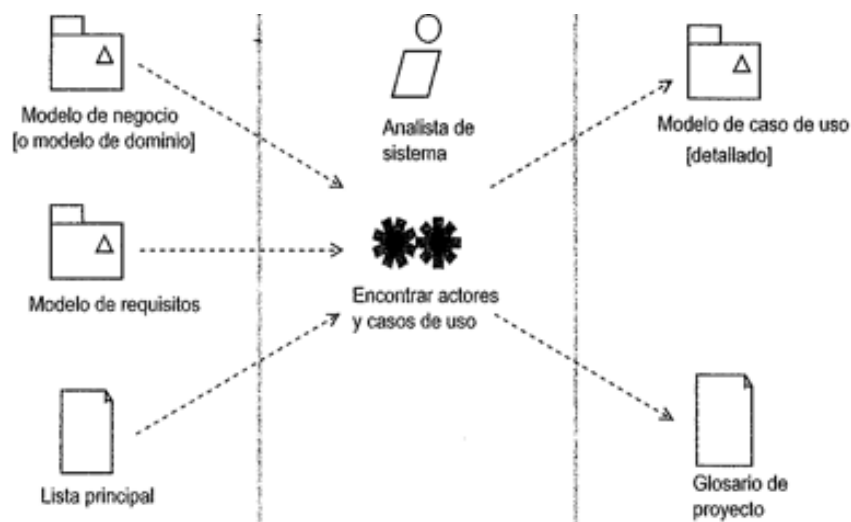 Modelo de negocio
[o modelo de dominio]
Analista de
sistema
Modelo de caso de uso
[detallado]
Modelo de requisitos
Encontrar actores
y casos de uso
Lista principal
Glosario de
proyecto